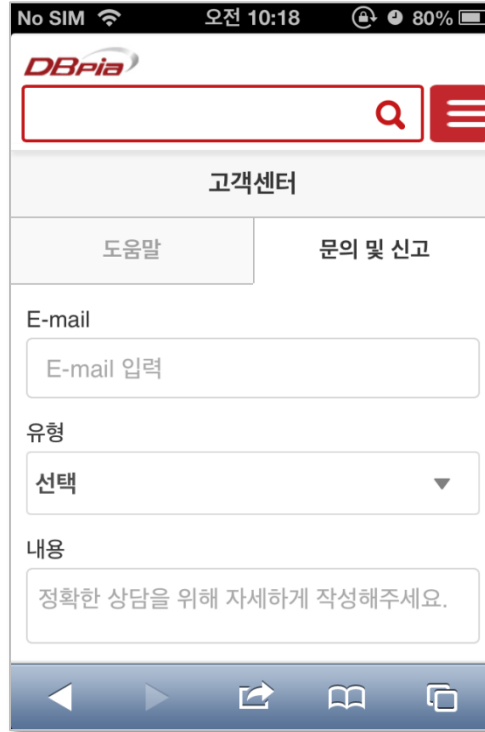 No SIM 오전 10:18 80%
DBpia
고객센터
도움말 문의 및 신고
E-mail
E-mail 입력
유형
선택
내용
정확한 상담을 위해 자세하게 작성해주세요.